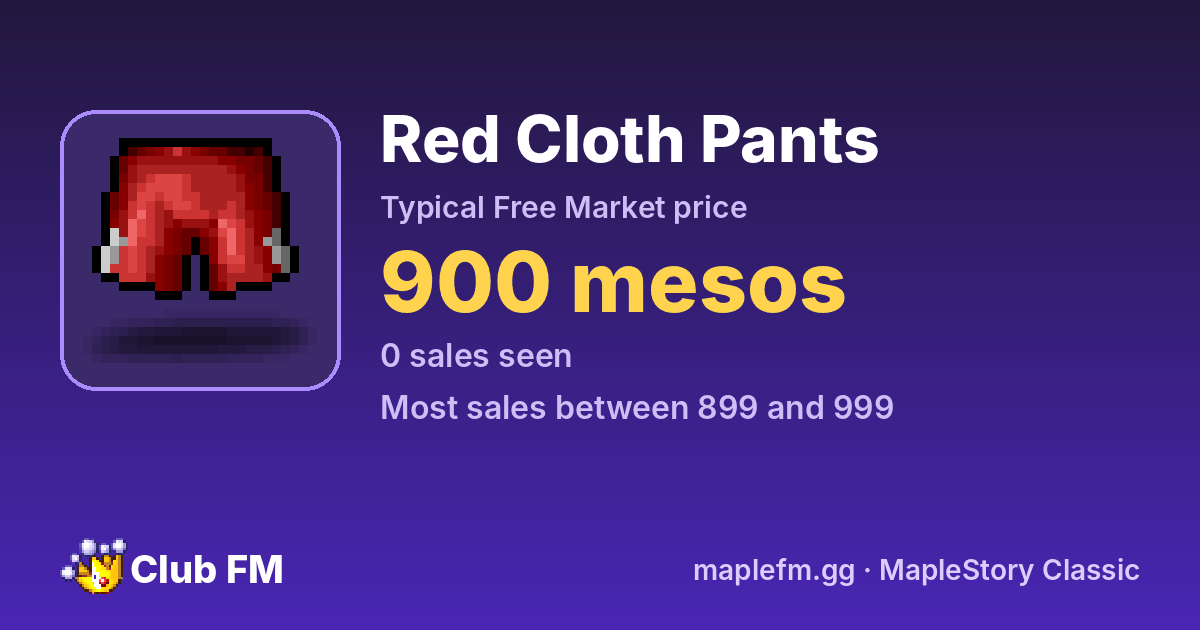 Red Cloth Pants
Typical Free Market price
900 mesos
0 sales seen
Most sales between 899 and 999
Club FM
maplefm.gg · MapleStory Classic